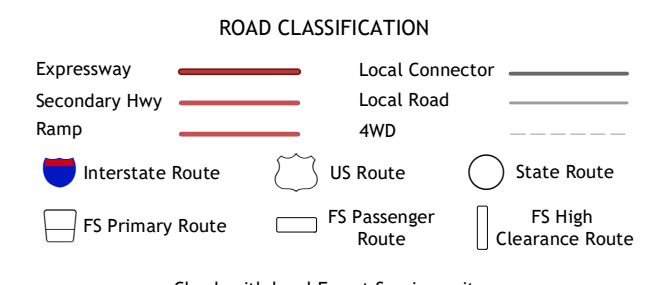 ROAD CLASSIFICATION
Expressway
Local Connector
Secondary Hwy
Local Road
Ramp
4WD
Interstate Route
US Route
State Route
FS Primary Route
FS Passenger
Route
FS High
Clearance Route